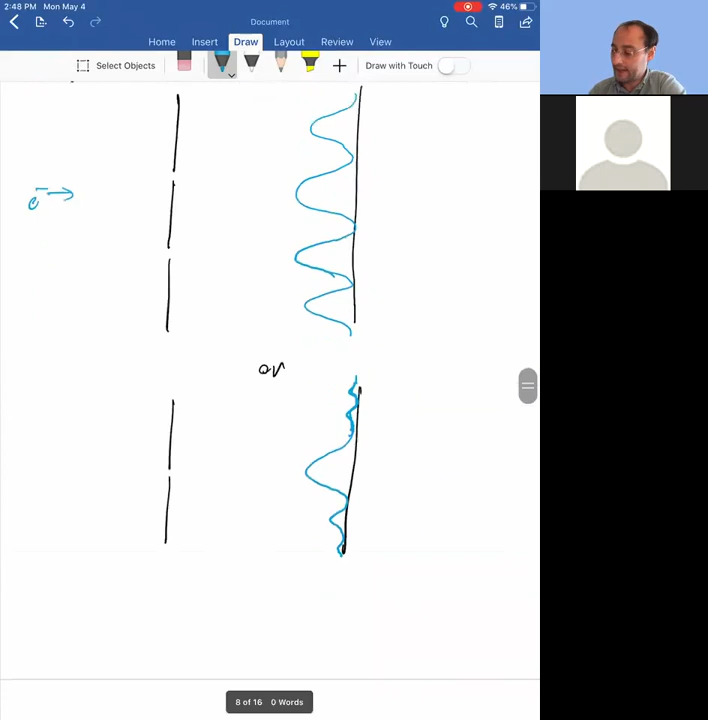 2:48 PM Mon May 4
46%
Document
Home Insert Draw Layout Review View
Select Objects
Draw with Touch
e⁻→
or
8 of 16 0 Words